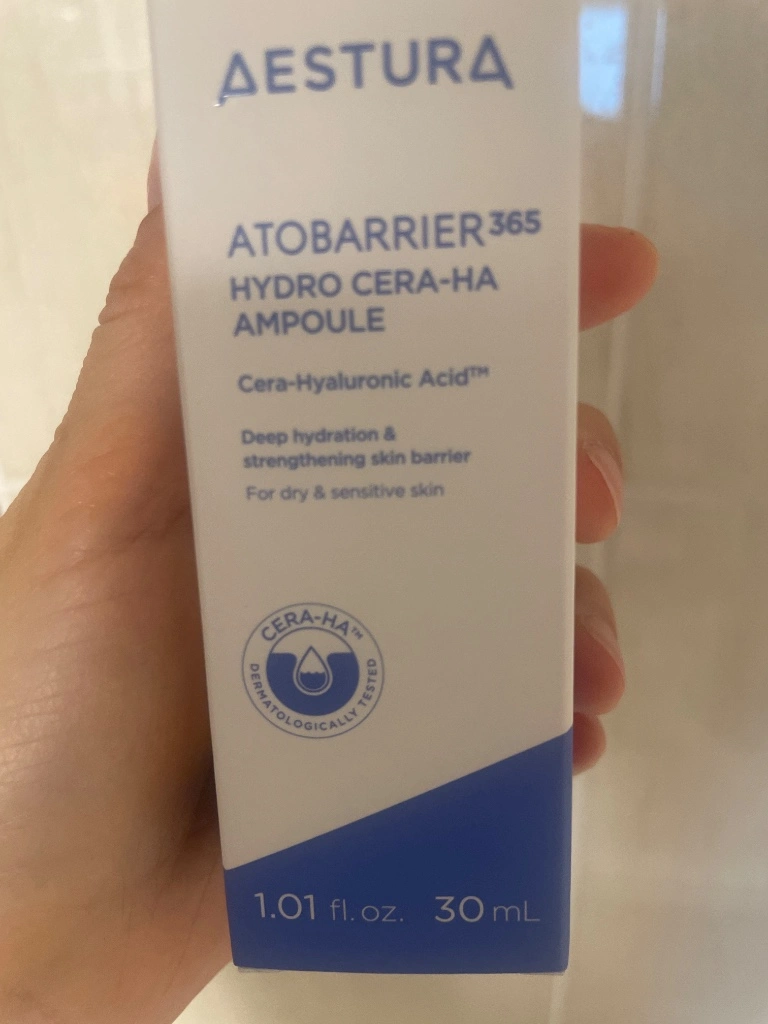 AESTURA
ATOBARRIER365
HYDRO CERA-HA
AMPOULE
Cera-Hyaluronic Acid™
Deep hydration &
strengthening skin barrier
For dry & sensitive skin
CERA-HA™
DERMATOLOGICALLY TESTED
1.01 fl.oz. 30 mL